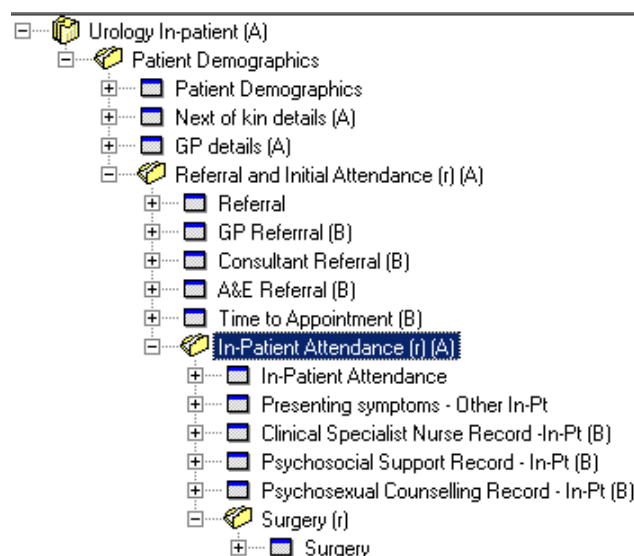 Urology In-patient (A)
Patient Demographics
Patient Demographics
Next of kin details (A)
GP details (A)
Referral and Initial Attendance (r) (A)
Referral
GP Referrral (B)
Consultant Referral (B)
A&E Referral (B)
Time to Appointment (B)
In-Patient Attendance (r) (A)
In-Patient Attendance
Presenting symptoms - Other In-Pt
Clinical Specialist Nurse Record -In-Pt (B)
Psychosocial Support Record - In-Pt (B)
Psychosexual Counselling Record - In-Pt (B)
Surgery (r)
Surgery